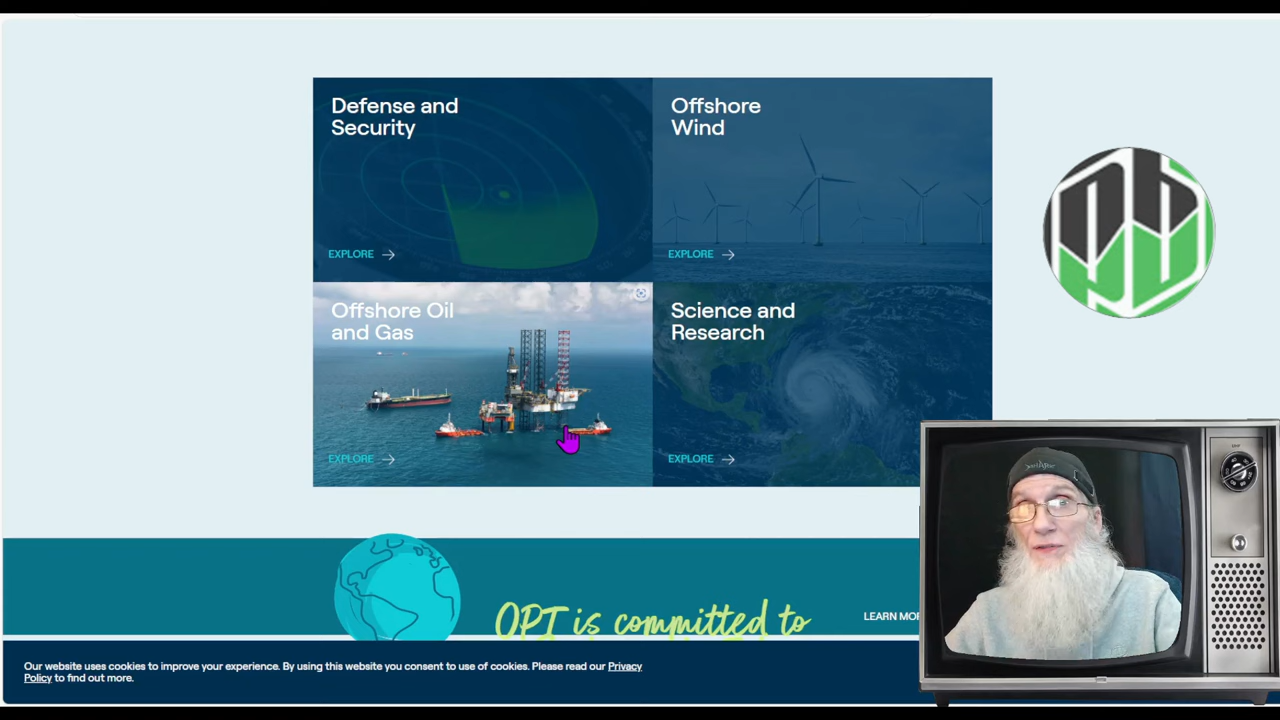 Defense and
Security
EXPLORE
Offshore
Wind
EXPLORE
Offshore Oil
and Gas
EXPLORE
Science and
Research
EXPLORE
OPT is committed to
LEARN MOR
Our website uses cookies to improve your experience. By using this website you consent to use of cookies. Please read our Privacy
Policy to find out more.